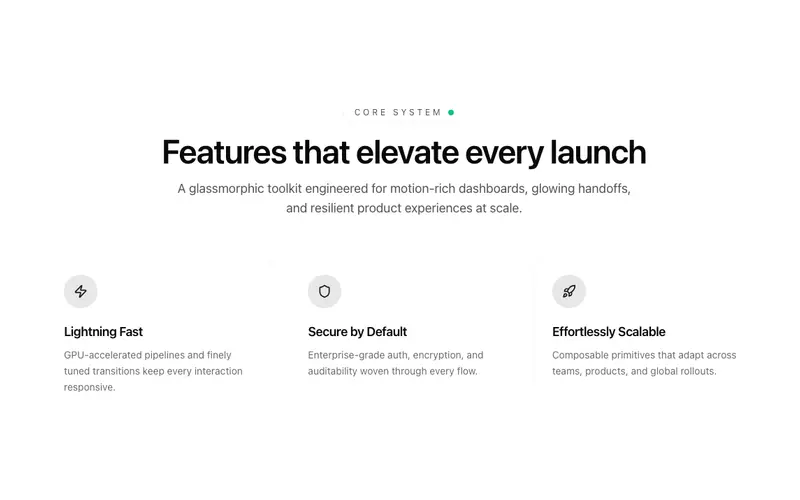 CORE SYSTEM
Features that elevate every launch
A glassmorphic toolkit engineered for motion-rich dashboards, glowing handoffs,
and resilient product experiences at scale.
Lightning Fast
GPU-accelerated pipelines and finely
tuned transitions keep every interaction
responsive.
Secure by Default
Enterprise-grade auth, encryption, and
auditability woven through every flow.
Effortlessly Scalable
Composable primitives that adapt across
teams, products, and global rollouts.